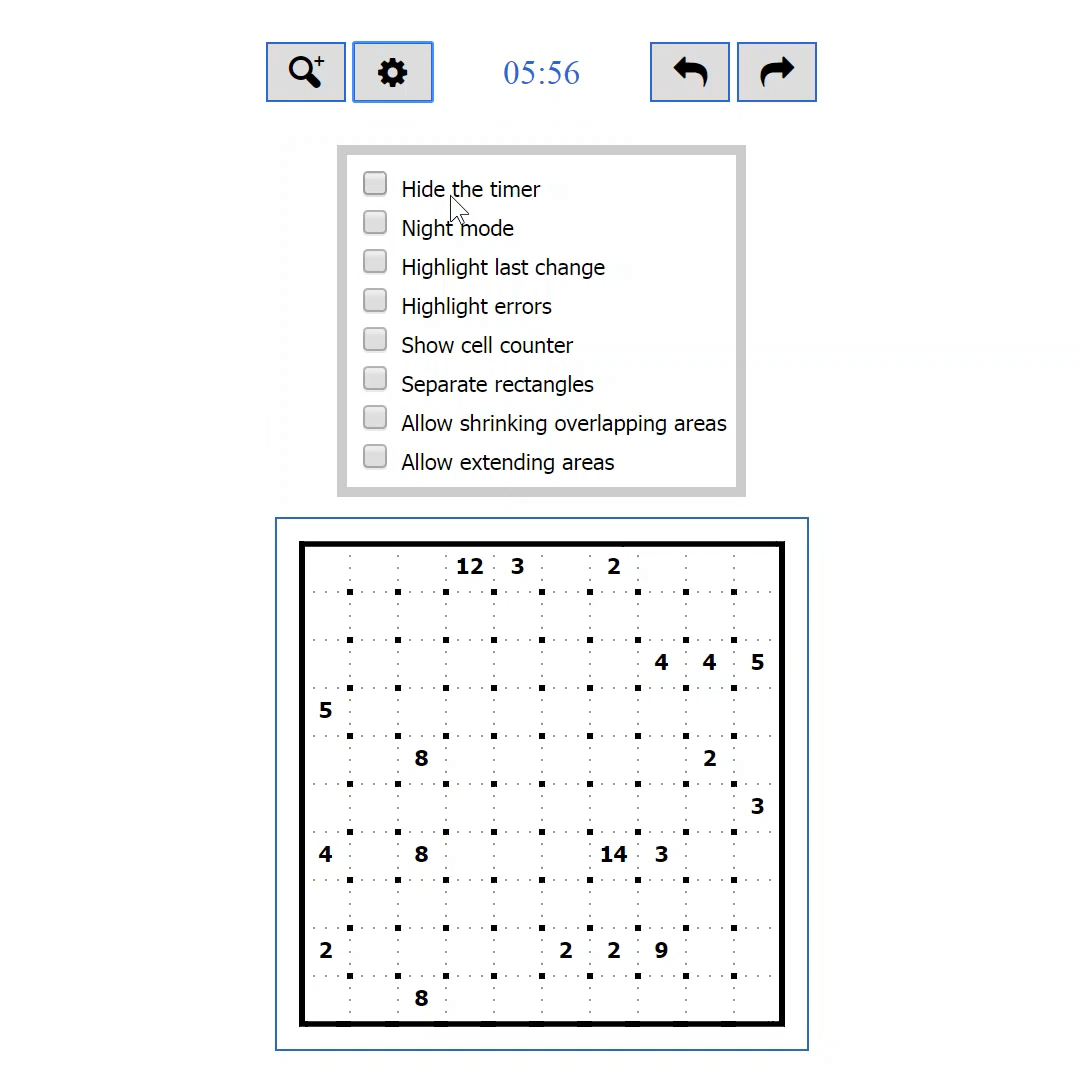 05:56
Hide the timer
Night mode
Highlight last change
Highlight errors
Show cell counter
Separate rectangles
Allow shrinking overlapping areas
Allow extending areas
12 3 2
4 4 5
5
8 2
3
4 8 14 3
2 2 2 9
8